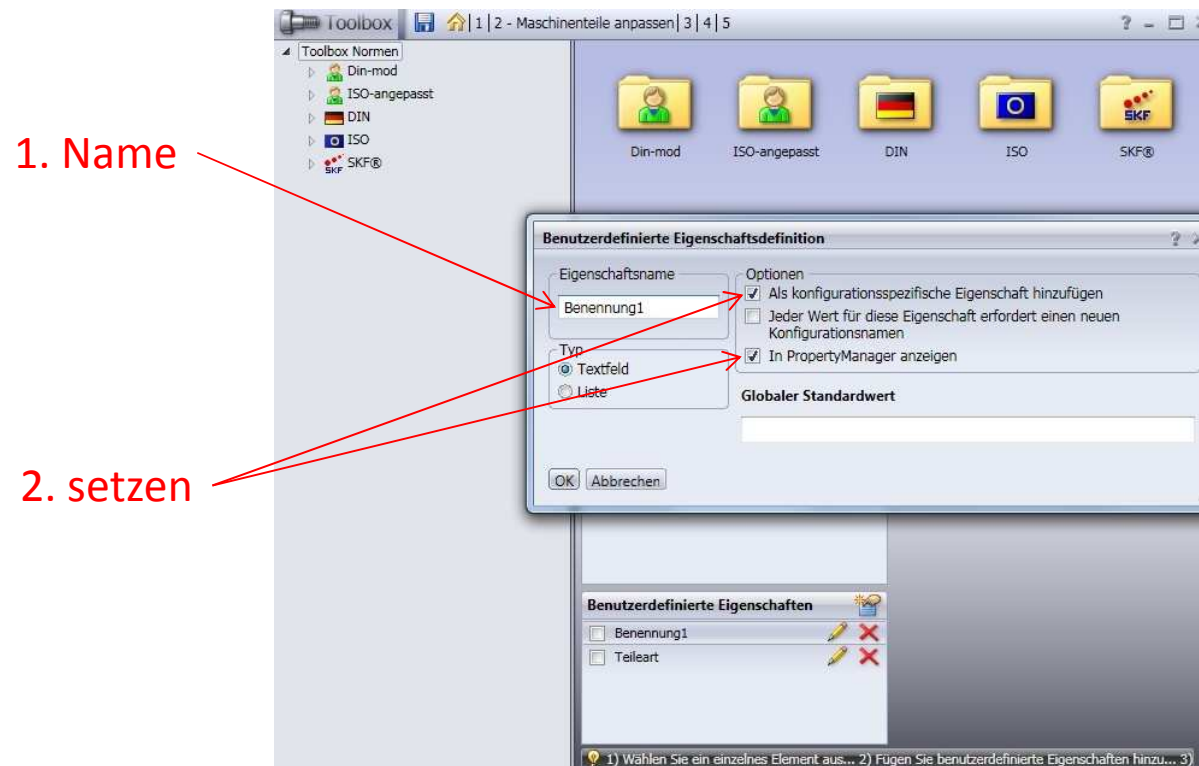 Toolbox | 1 | 2 - Maschinenteile anpassen | 3 | 4 | 5
Toolbox Normen
Din-mod
ISO-angepasst
DIN
ISO
SKF SKF®
Din-mod ISO-angepasst DIN ISO SKF®
SKF
1. Name
Benutzerdefinierte Eigenschaftsdefinition
Eigenschaftsname
Benennung1
Typ
Textfeld
Liste
Optionen
Als konfigurationsspezifische Eigenschaft hinzufügen
Jeder Wert für diese Eigenschaft erfordert einen neuen
Konfigurationsnamen
In PropertyManager anzeigen
Globaler Standardwert
2. setzen
OK Abbrechen
Benutzerdefinierte Eigenschaften
Benennung1
Teileart
1) Wählen Sie ein einzelnes Element aus... 2) Fügen Sie benutzerdefinierte Eigenschaften hinzu... 3)